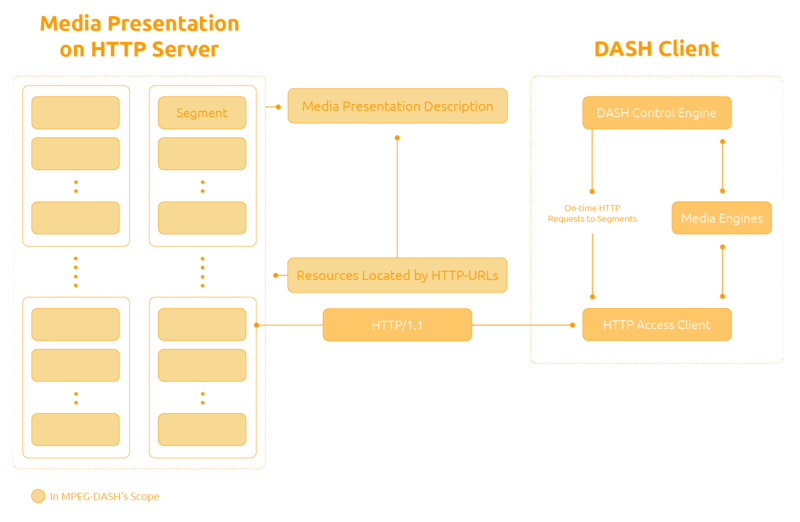 Media Presentation
on HTTP Server
DASH Client
Segment
Media Presentation Description
DASH Control Engine
On-time HTTP
Requests to Segments
Media Engines
Resources Located by HTTP-URLs
HTTP/1.1
HTTP Access Client
In MPEG-DASH's Scope